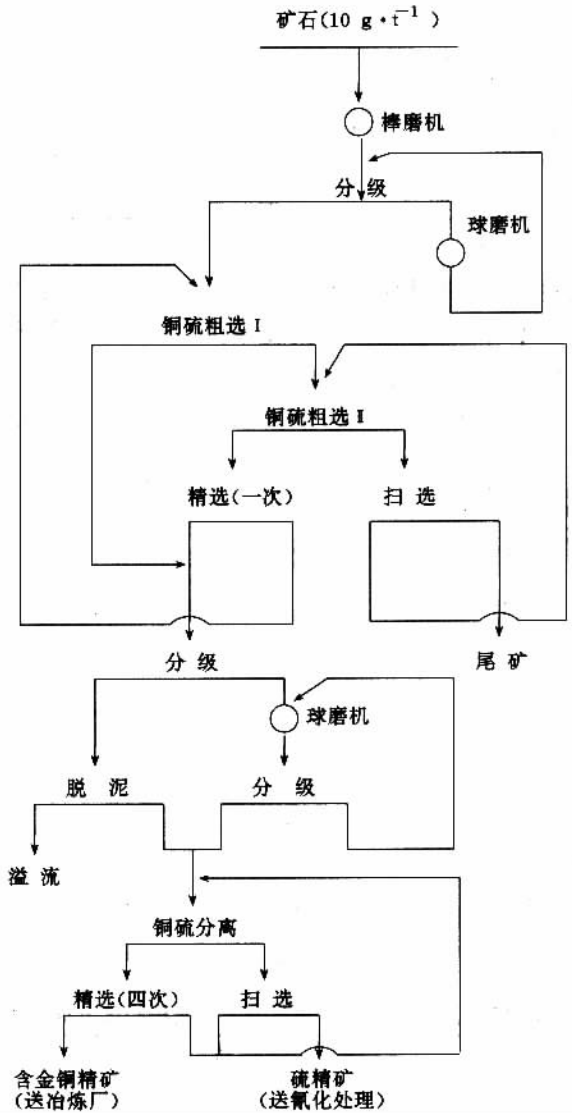 矿石(10 g·t⁻¹)
棒磨机
分级
球磨机
铜硫粗选Ⅰ
铜硫粗选Ⅱ
精选(一次) 扫选
分级 尾矿
球磨机
脱泥 分级
溢流
铜硫分离
精选(四次) 扫选
含金铜精矿 硫精矿
(送冶炼厂) (送氰化处理)